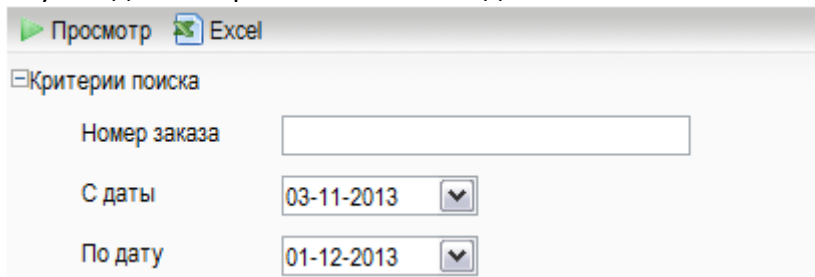 Просмотр Excel
Критерии поиска
Номер заказа
С даты 03-11-2013
По дату 01-12-2013